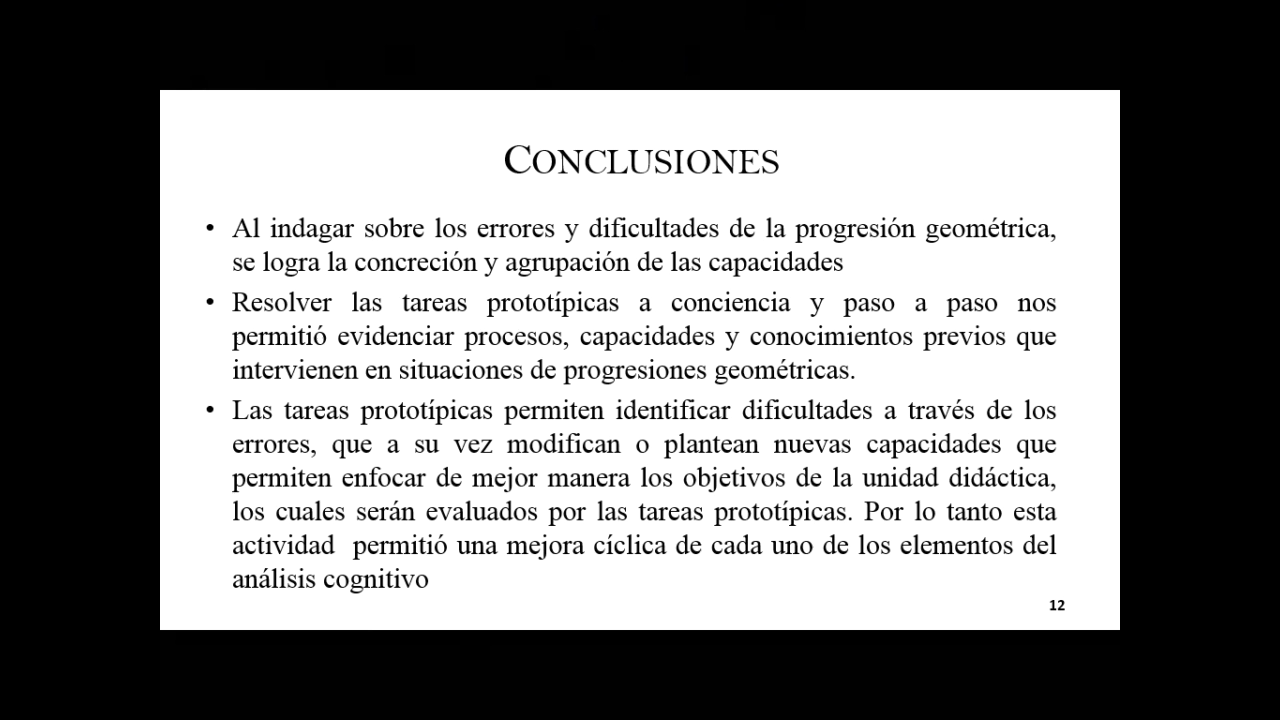 CONCLUSIONES
• Al indagar sobre los errores y dificultades de la progresión geométrica,
se logra la concreción y agrupación de las capacidades
• Resolver las tareas prototípicas a conciencia y paso a paso nos
permitió evidenciar procesos, capacidades y conocimientos previos que
intervienen en situaciones de progresiones geométricas.
• Las tareas prototípicas permiten identificar dificultades a través de los
errores, que a su vez modifican o plantean nuevas capacidades que
permiten enfocar de mejor manera los objetivos de la unidad didáctica,
los cuales serán evaluados por las tareas prototípicas. Por lo tanto esta
actividad  permitió una mejora cíclica de cada uno de los elementos del
análisis cognitivo
12